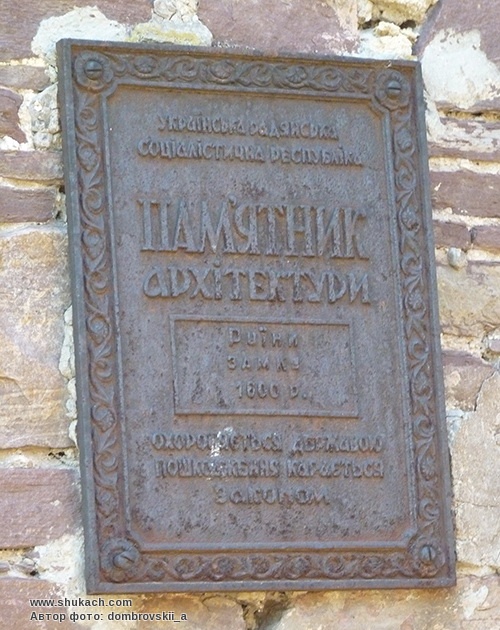 УКРАЇНСЬКА РАДЯНСЬКА
СОЦІАЛІСТИЧНА РЕСПУБЛІКА
ПАМ'ЯТНИК
АРХІТЕКТУРИ
РУЇНИ
ЗАМКУ
1600 Р.
ОХОРОНЯЄТЬСЯ ДЕРЖАВОЮ
ПОШКОДЖЕННЯ КАРАЄТЬСЯ
ЗАКОНОМ
www.shukach.com
Автор фото: dombrovskii_a